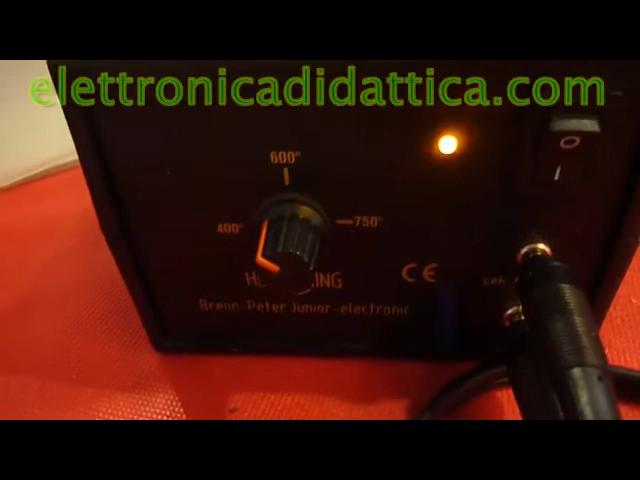 elettronicadidattica.com
600°
400°
750°
O
I
CE
Brenn-Peter Junior-electronic